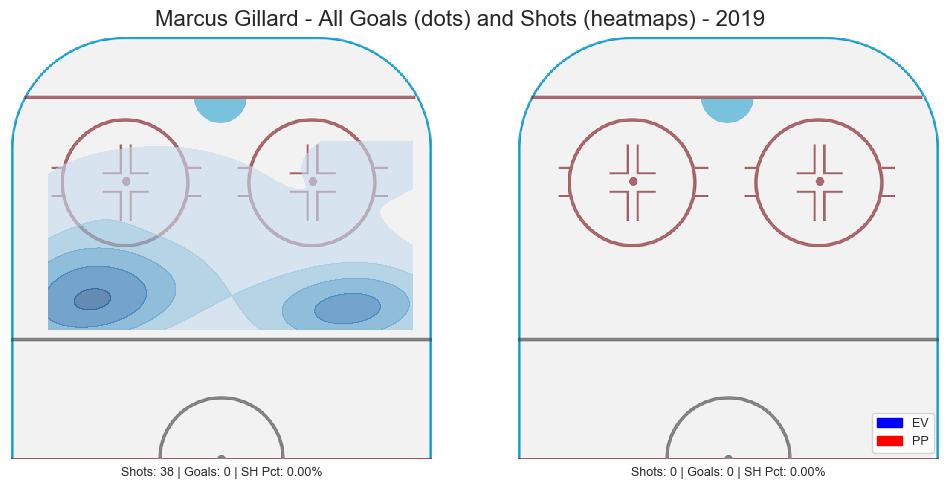 Marcus Gillard - All Goals (dots) and Shots (heatmaps) - 2019
EV
PP
Shots: 38 | Goals: 0 | SH Pct: 0.00%
Shots: 0 | Goals: 0 | SH Pct: 0.00%